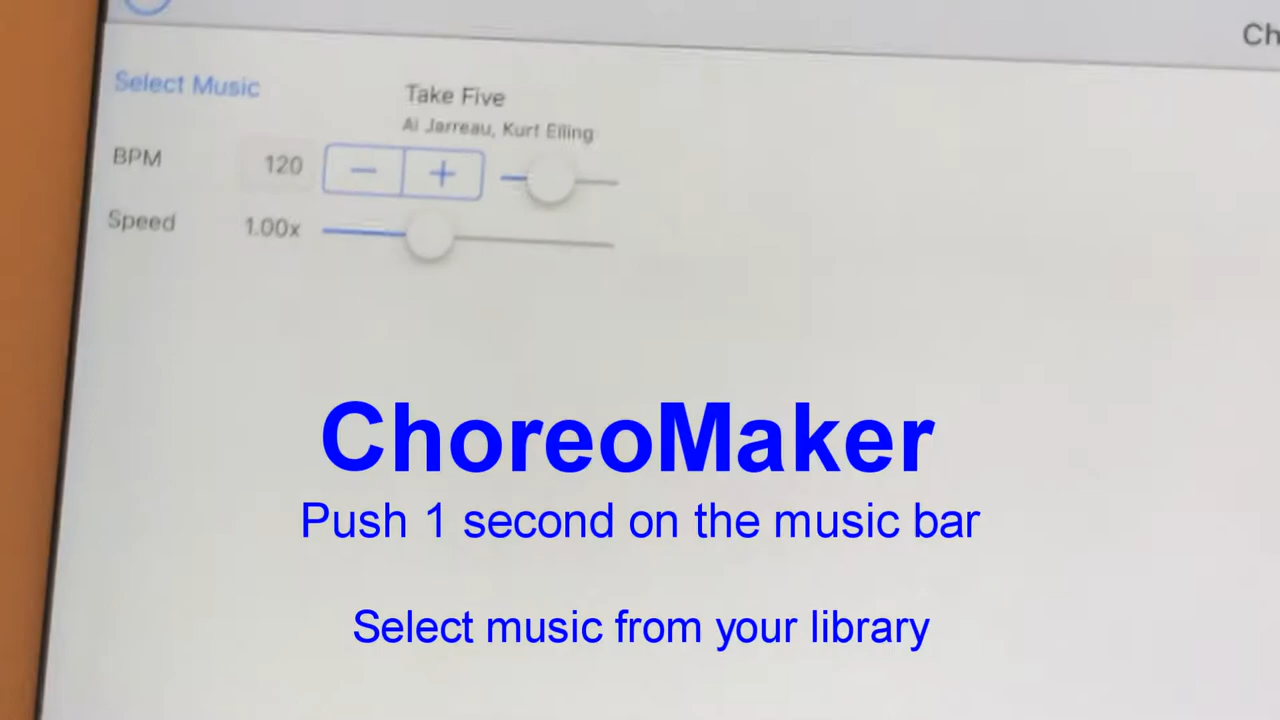 Ch
Select Music
Take Five
Al Jarreau, Kurt Elling
BPM 120 - +
Speed 1.00x
ChoreoMaker
Push 1 second on the music bar
Select music from your library